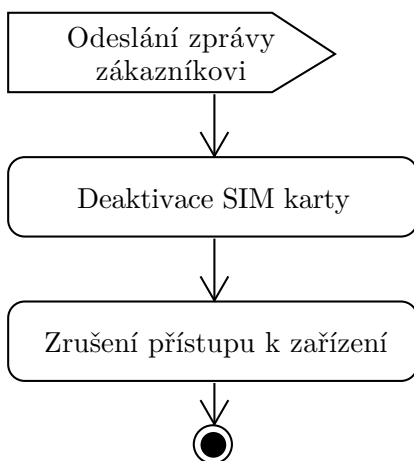 Odeslání zprávy
zákazníkovi
Deaktivace SIM karty
Zrušení přístupu k zařízení